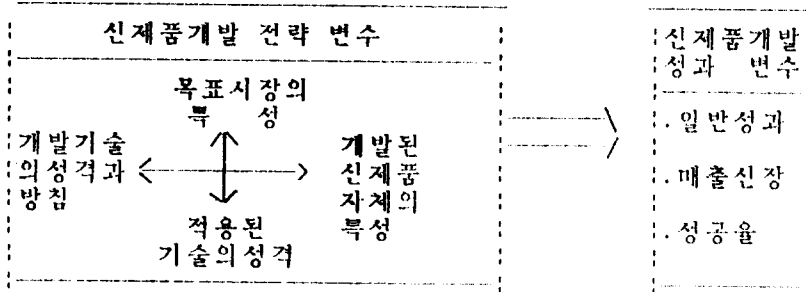 신제품개발 전략 변수
목표시장의
특 성
개발기술
의성격과
방침
개발된
신제품
자체의
특성
적용된
기술의성격
신제품개발
성과 변수
.일반성과
.매출신장
.성공율